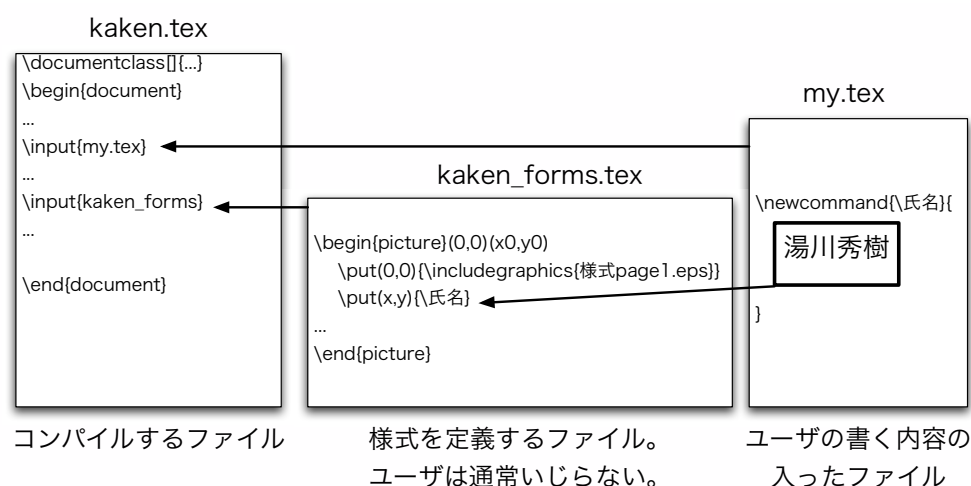 kaken.tex
\documentclass[]{...}
\begin{document}
...
\input{my.tex}
...
\input{kaken_forms}
...
\end{document}
コンパイルするファイル
kaken_forms.tex
\begin{picture}(0,0)(x0,y0)
\put(0,0){\includegraphics{様式page1.eps}}
\put(x,y){\氏名}
...
\end{picture}
様式を定義するファイル。
ユーザは通常いじらない。
my.tex
\newcommand{\氏名}{
湯川秀樹
}
ユーザの書く内容の
入ったファイル